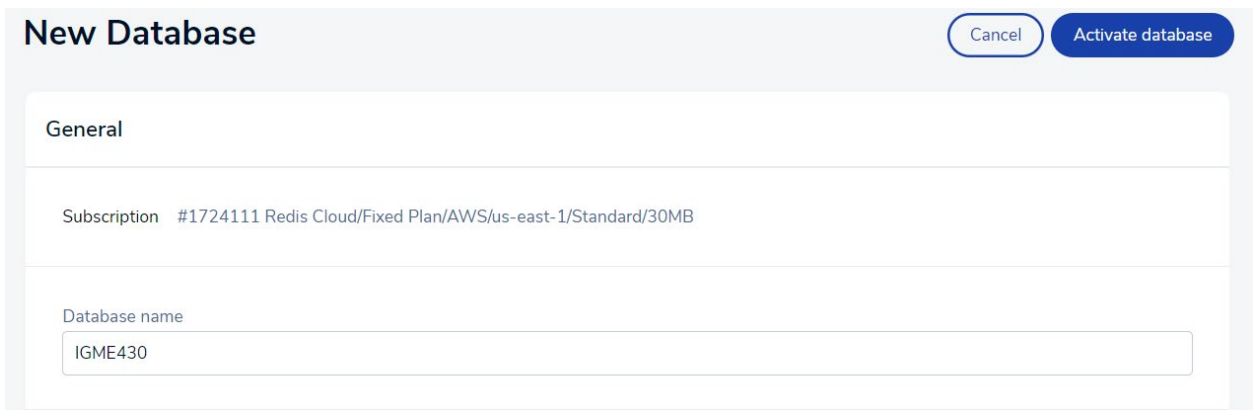 New Database
Cancel
Activate database
General
Subscription #1724111 Redis Cloud/Fixed Plan/AWS/us-east-1/Standard/30MB
Database name
IGME430